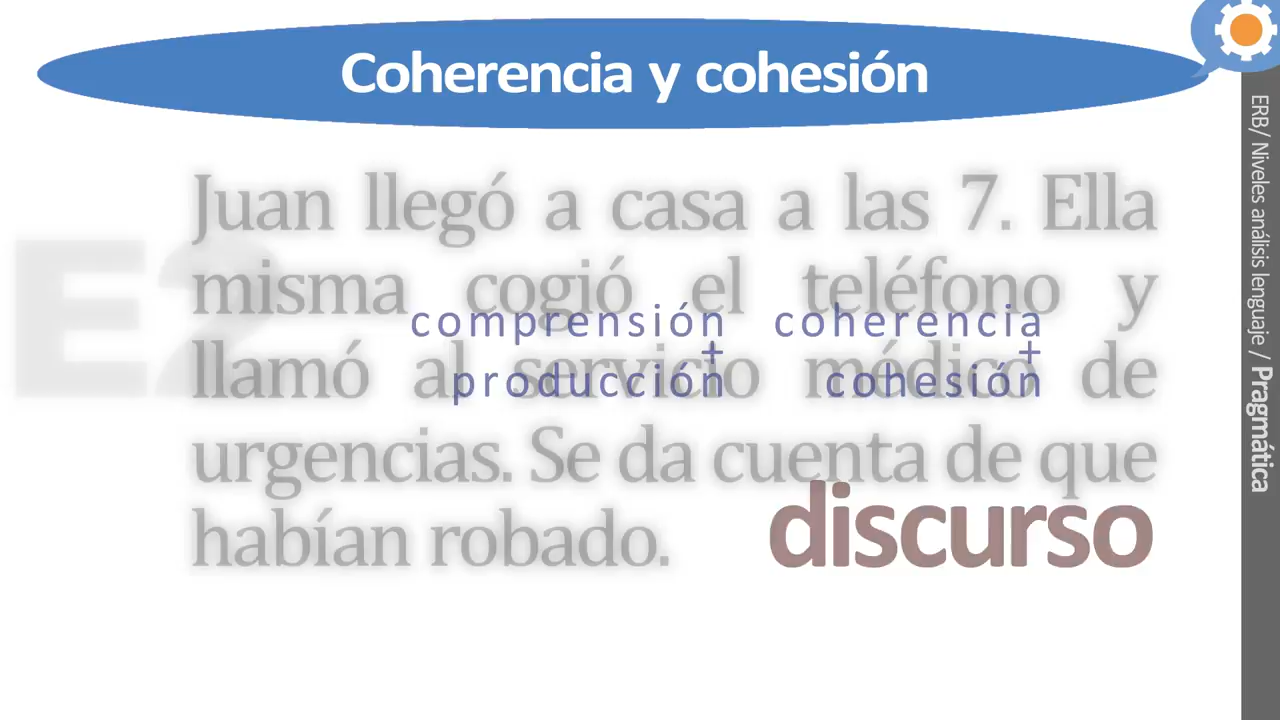 Coherencia y cohesión
Juan llegó a casa a las 7. Ella
misma cogió el teléfono y
llamó al servicio médico de
urgencias. Se da cuenta de que
habían robado.
E2
comprensión
+
producción
coherencia
+
cohesión
discurso
ERB/ Niveles análisis lenguaje / Pragmática